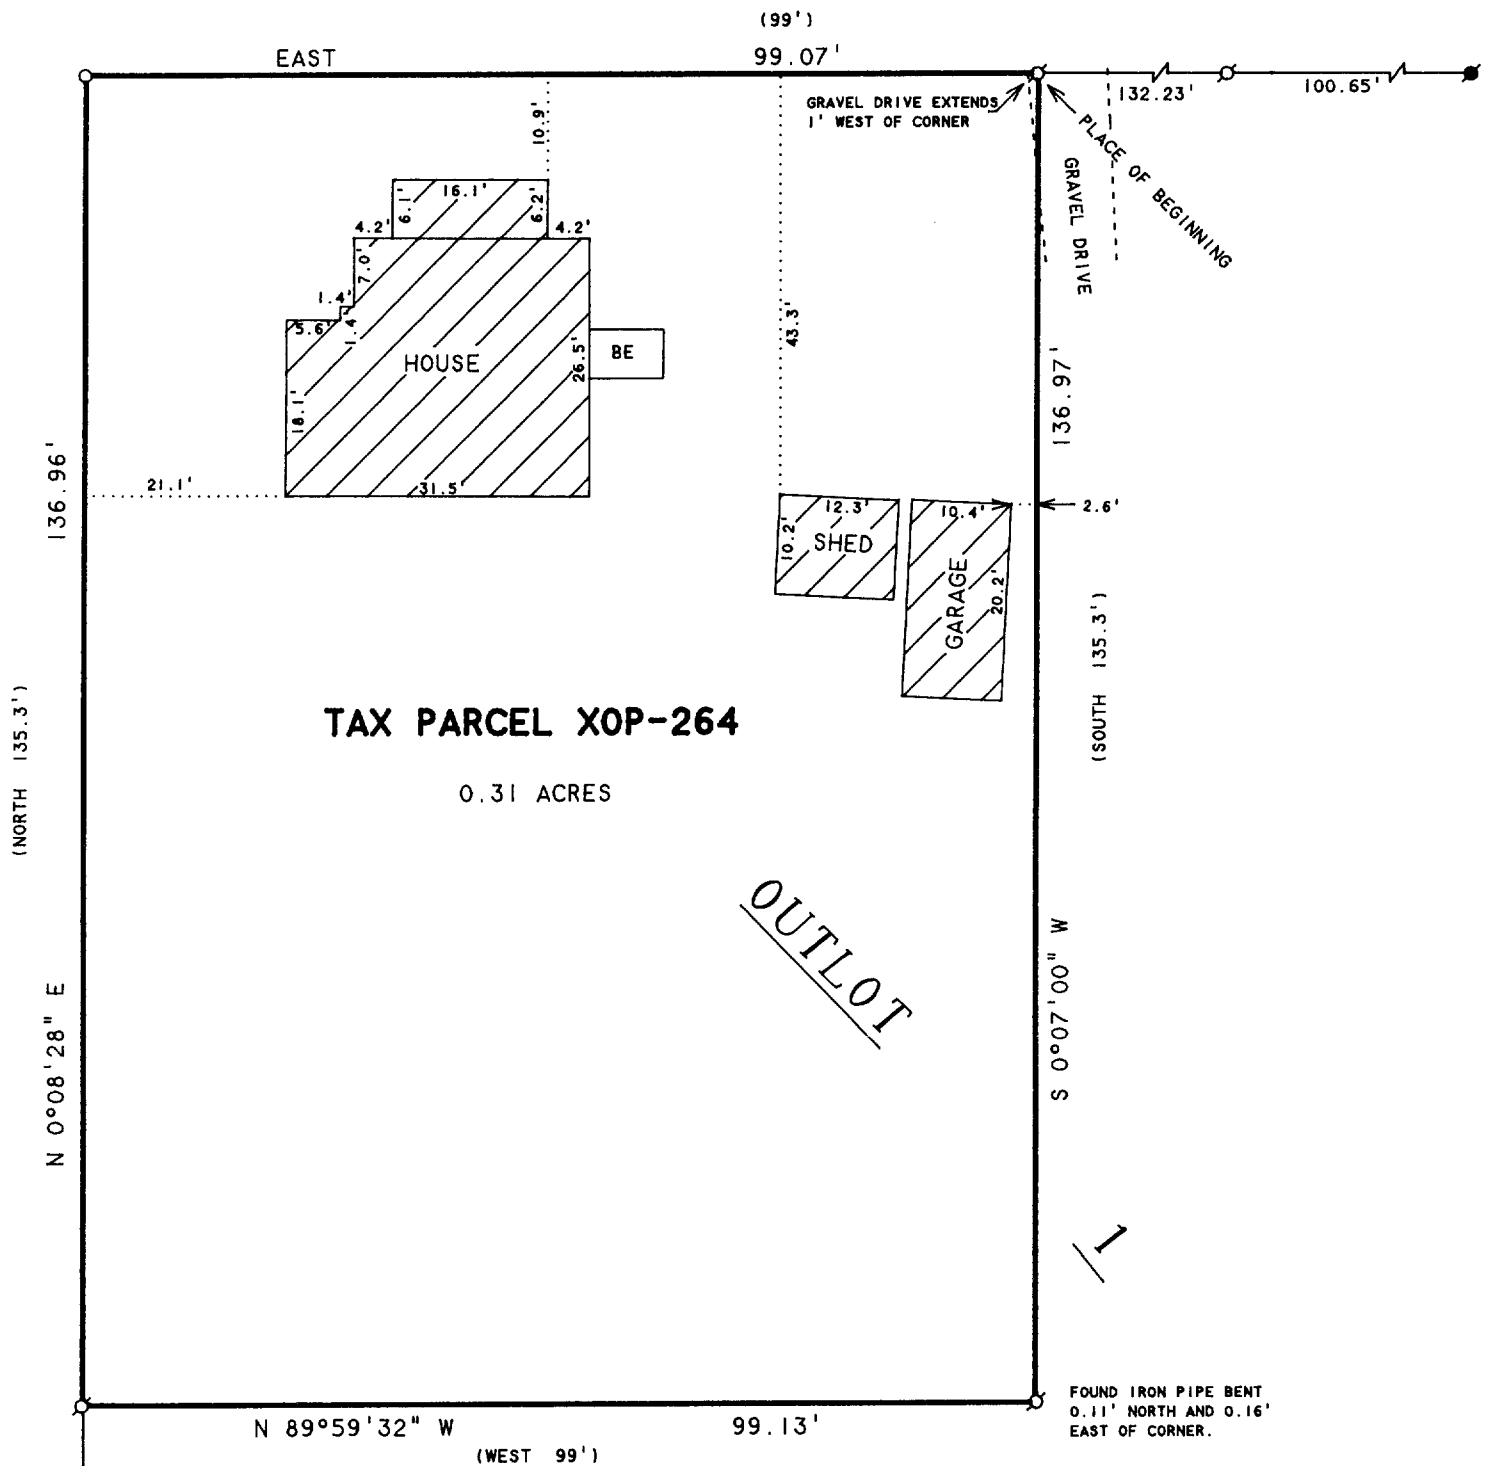 (99')
EAST
99.07'
132.23'
100.65'
GRAVEL DRIVE EXTENDS
1' WEST OF CORNER
PLACE OF BEGINNING
GRAVEL DRIVE
10.9'
16.1'
6.1'
6.2'
4.2'
4.2'
7.0'
1.4'
1.4'
5.6'
HOUSE
26.5'
BE
18.1'
31.5'
21.1'
43.3'
136.97'
136.96'
2.6'
12.3'
10.4'
10.2'
SHED
GARAGE
20.2'
(SOUTH 135.3')
(NORTH 135.3')
TAX PARCEL XOP-264
0.31 ACRES
OUTLOT
1
N 0°08'28" E
S 0°07'00" W
FOUND IRON PIPE BENT
0.11' NORTH AND 0.16'
EAST OF CORNER.
N 89°59'32" W
99.13'
(WEST 99')